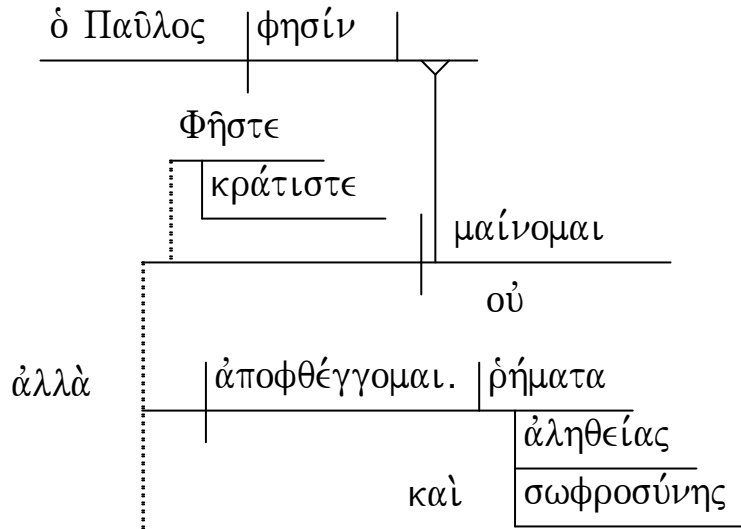 ὁ Παῦλος φησίν
Φῆστε
κράτιστε
μαίνομαι
οὐ
ἀλλὰ ἀποφθέγγομαι. ῥήματα
ἀληθείας
καὶ σωφροσύνης